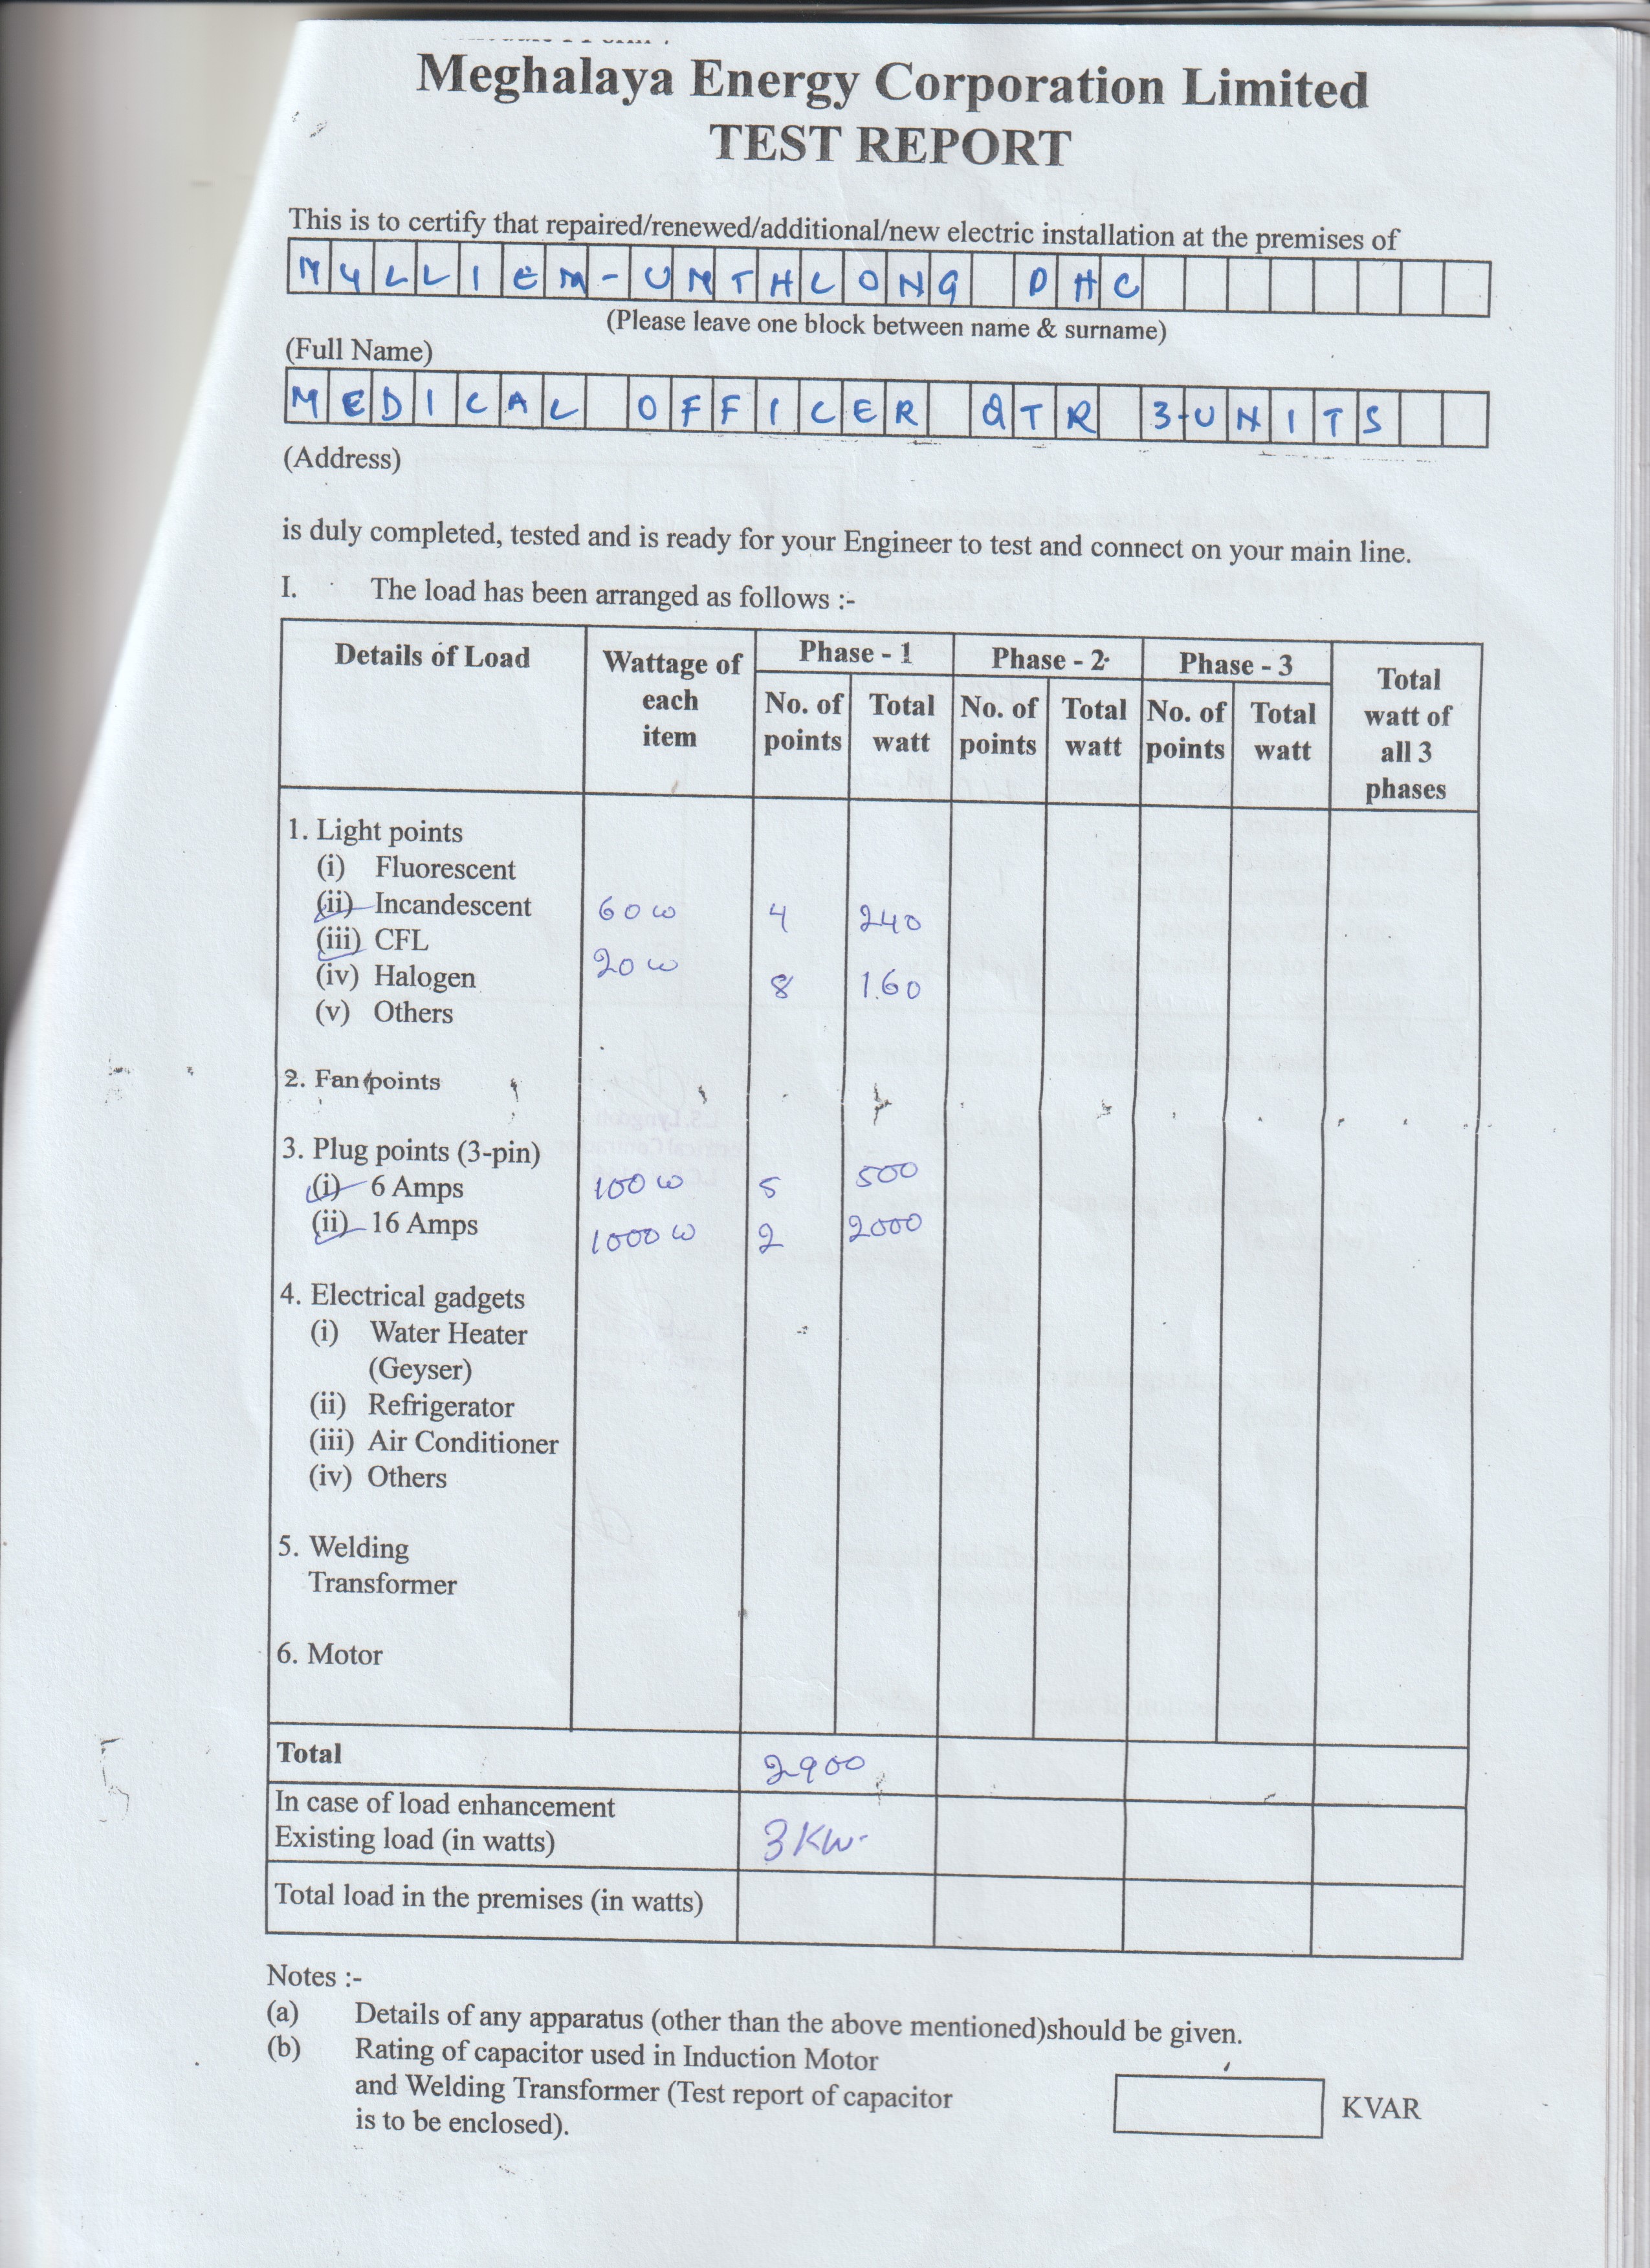 Meghalaya Energy Corporation Limited
TEST REPORT
This is to certify that repaired/renewed/additional/new electric installation at the premises of
MYLLIEM-UMTHLONG PHC
(Please leave one block between name & surname)
(Full Name)
MEDICAL OFFICER QTR 3-UNITS
(Address)
is duly completed, tested and is ready for your Engineer to test and connect on your main line.
I. The load has been arranged as follows :-
Details of Load Wattage of each item Phase - 1 Phase - 2 Phase - 3 Total watt of all 3 phases
No. of points Total watt No. of points Total watt No. of points Total watt
1. Light points
(i) Fluorescent
(ii) Incandescent 60 w 4 240
(iii) CFL 20 w 8 160
(iv) Halogen
(v) Others
2. Fan points
3. Plug points (3-pin)
(i) 6 Amps 100 w 5 500
(ii) 16 Amps 1000 w 2 2000
4. Electrical gadgets
(i) Water Heater
(Geyser)
(ii) Refrigerator
(iii) Air Conditioner
(iv) Others
5. Welding
Transformer
6. Motor
Total 2900
In case of load enhancement
Existing load (in watts) 3 KW.
Total load in the premises (in watts)
Notes :-
(a) Details of any apparatus (other than the above mentioned)should be given.
(b) Rating of capacitor used in Induction Motor
and Welding Transformer (Test report of capacitor
is to be enclosed). KVAR